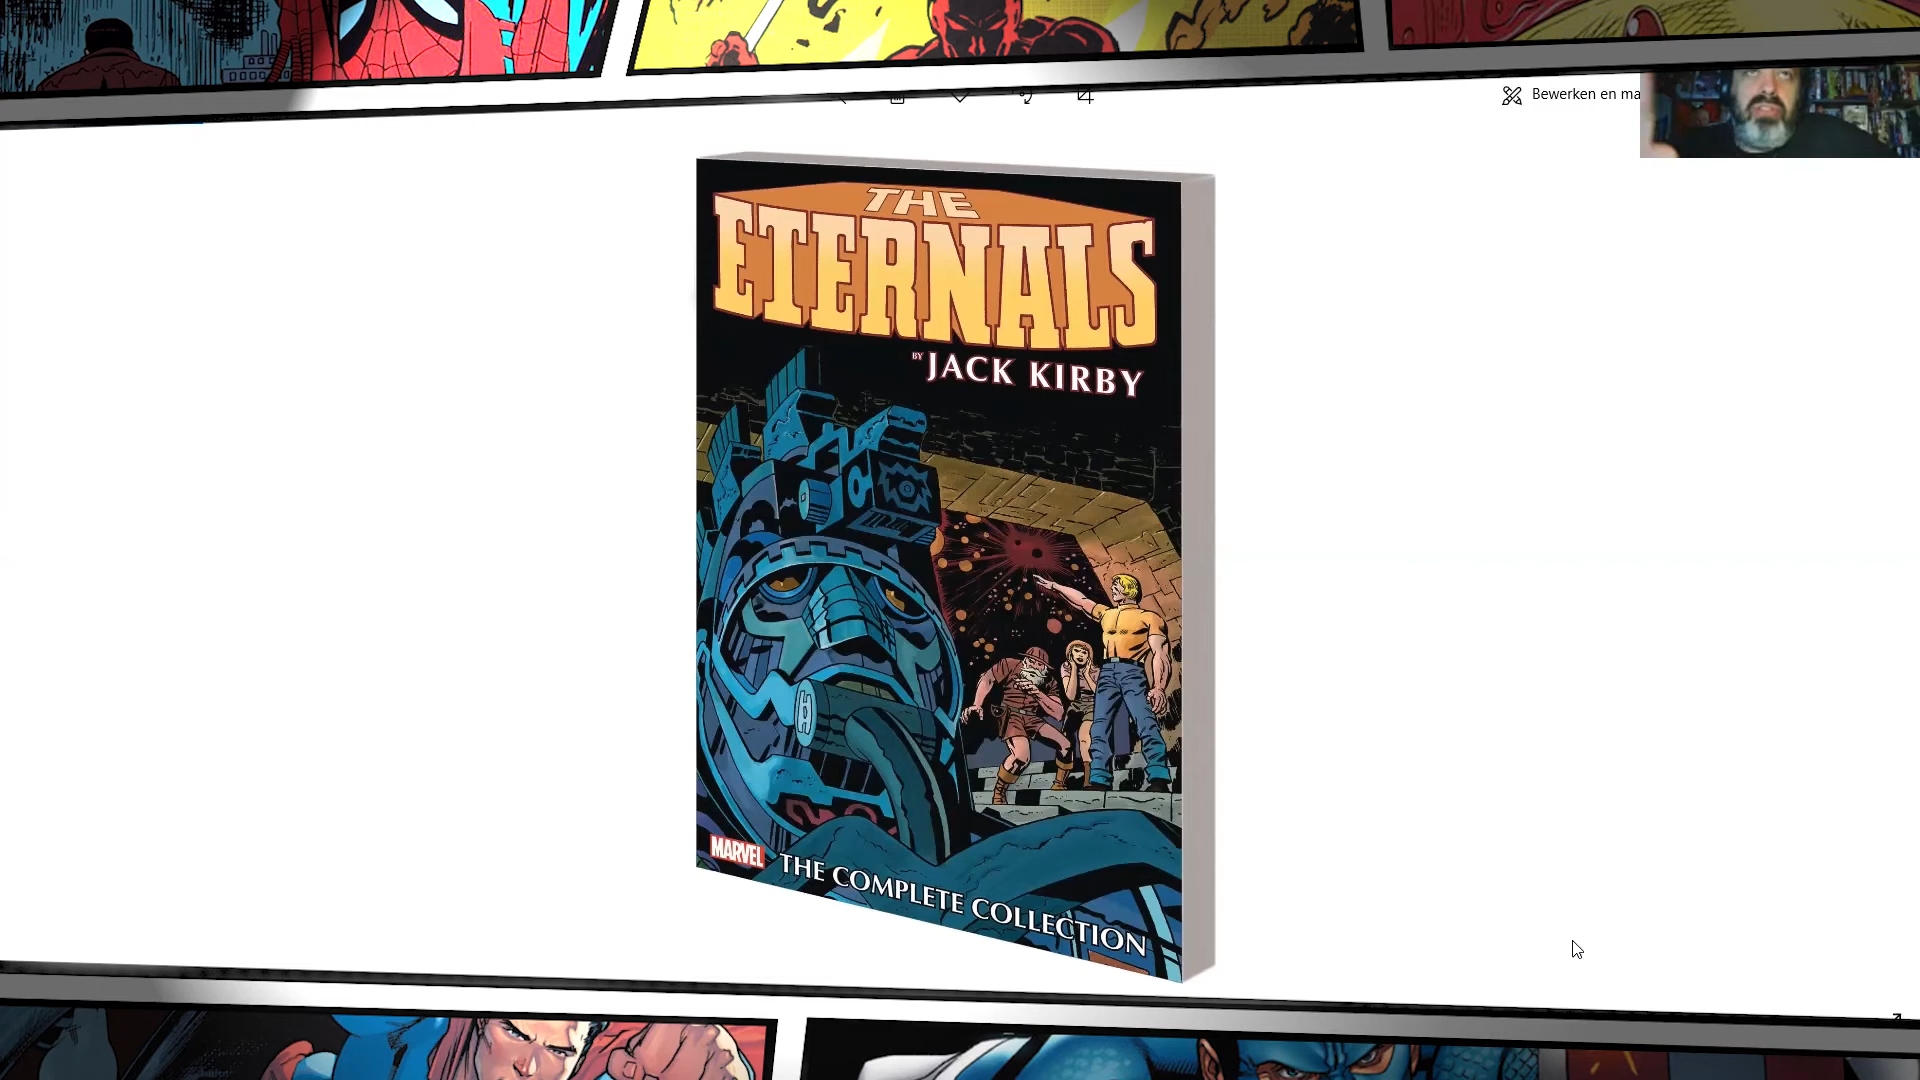 Bewerken en ma
THE
ETERNALS
BY JACK KIRBY
MARVEL
THE COMPLETE COLLECTION